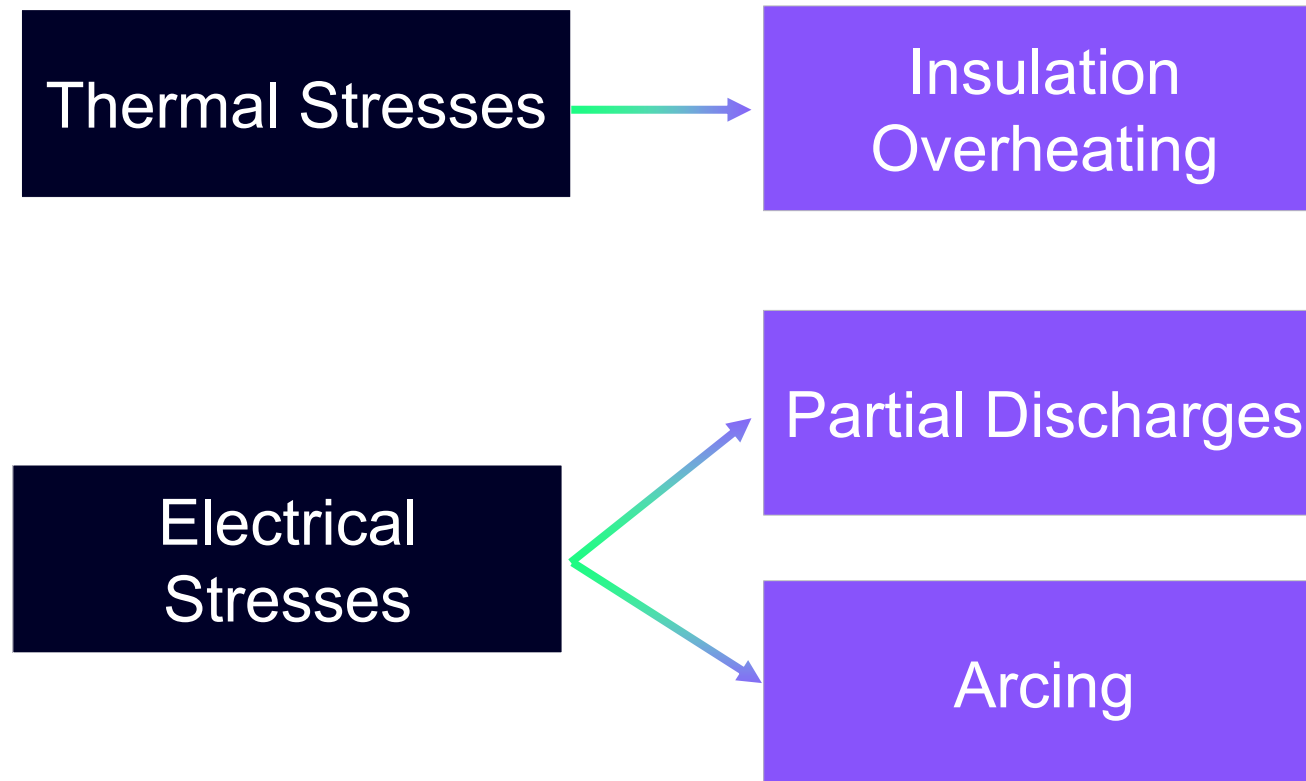 Thermal Stresses
Insulation
Overheating
Partial Discharges
Electrical
Stresses
Arcing